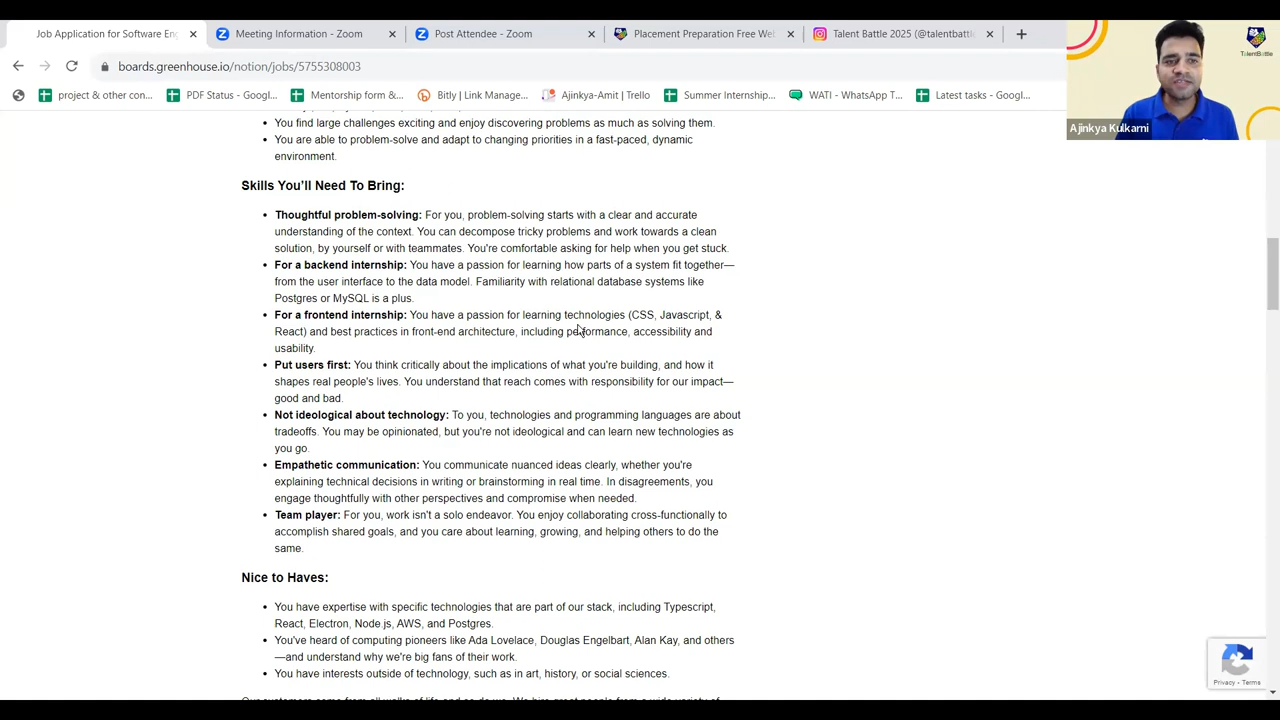 Job Application for Software Eng
Meeting Information - Zoom
Post Attendee - Zoom
Placement Preparation Free Web
Talent Battle 2025 (@talentbattle
boards.greenhouse.io/notion/jobs/5755308003
project & other con...
PDF Status - Googl...
Mentorship form &...
Bitly | Link Manage...
Ajinkya-Amit | Trello
Summer Internship...
WATI - WhatsApp T...
Latest tasks - Googl...
TalentBattle
Ajinkya Kulkarni
You find large challenges exciting and enjoy discovering problems as much as solving them.
You are able to problem-solve and adapt to changing priorities in a fast-paced, dynamic
environment.
Skills You'll Need To Bring:
Thoughtful problem-solving: For you, problem-solving starts with a clear and accurate
understanding of the context. You can decompose tricky problems and work towards a clean
solution, by yourself or with teammates. You're comfortable asking for help when you get stuck.
For a backend internship: You have a passion for learning how parts of a system fit together—
from the user interface to the data model. Familiarity with relational database systems like
Postgres or MySQL is a plus.
For a frontend internship: You have a passion for learning technologies (CSS, Javascript, &
React) and best practices in front-end architecture, including performance, accessibility and
usability.
Put users first: You think critically about the implications of what you're building, and how it
shapes real people's lives. You understand that reach comes with responsibility for our impact—
good and bad.
Not ideological about technology: To you, technologies and programming languages are about
tradeoffs. You may be opinionated, but you're not ideological and can learn new technologies as
you go.
Empathetic communication: You communicate nuanced ideas clearly, whether you're
explaining technical decisions in writing or brainstorming in real time. In disagreements, you
engage thoughtfully with other perspectives and compromise when needed.
Team player: For you, work isn't a solo endeavor. You enjoy collaborating cross-functionally to
accomplish shared goals, and you care about learning, growing, and helping others to do the
same.
Nice to Haves:
You have expertise with specific technologies that are part of our stack, including Typescript,
React, Electron, Node.js, AWS, and Postgres.
You've heard of computing pioneers like Ada Lovelace, Douglas Engelbart, Alan Kay, and others
—and understand why we're big fans of their work.
You have interests outside of technology, such as in art, history, or social sciences.
Privacy - Terms